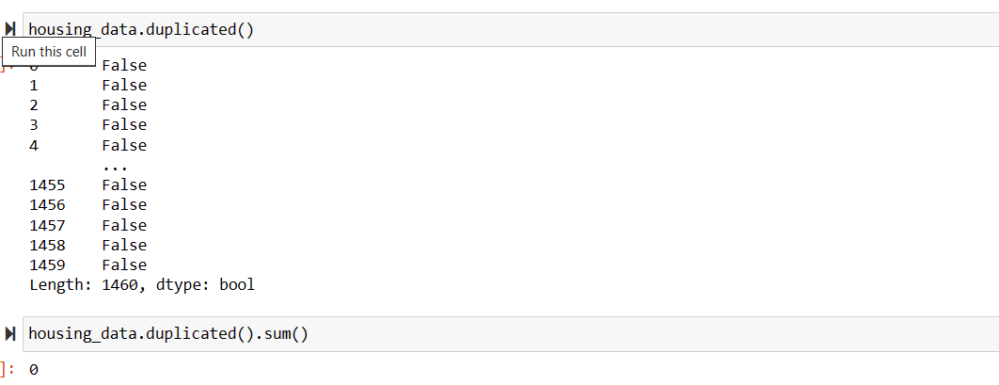 housing_data.duplicated()
Run this cell
]: 0 False
1 False
2 False
3 False
4 False
...
1455 False
1456 False
1457 False
1458 False
1459 False
Length: 1460, dtype: bool
housing_data.duplicated().sum()
]: 0